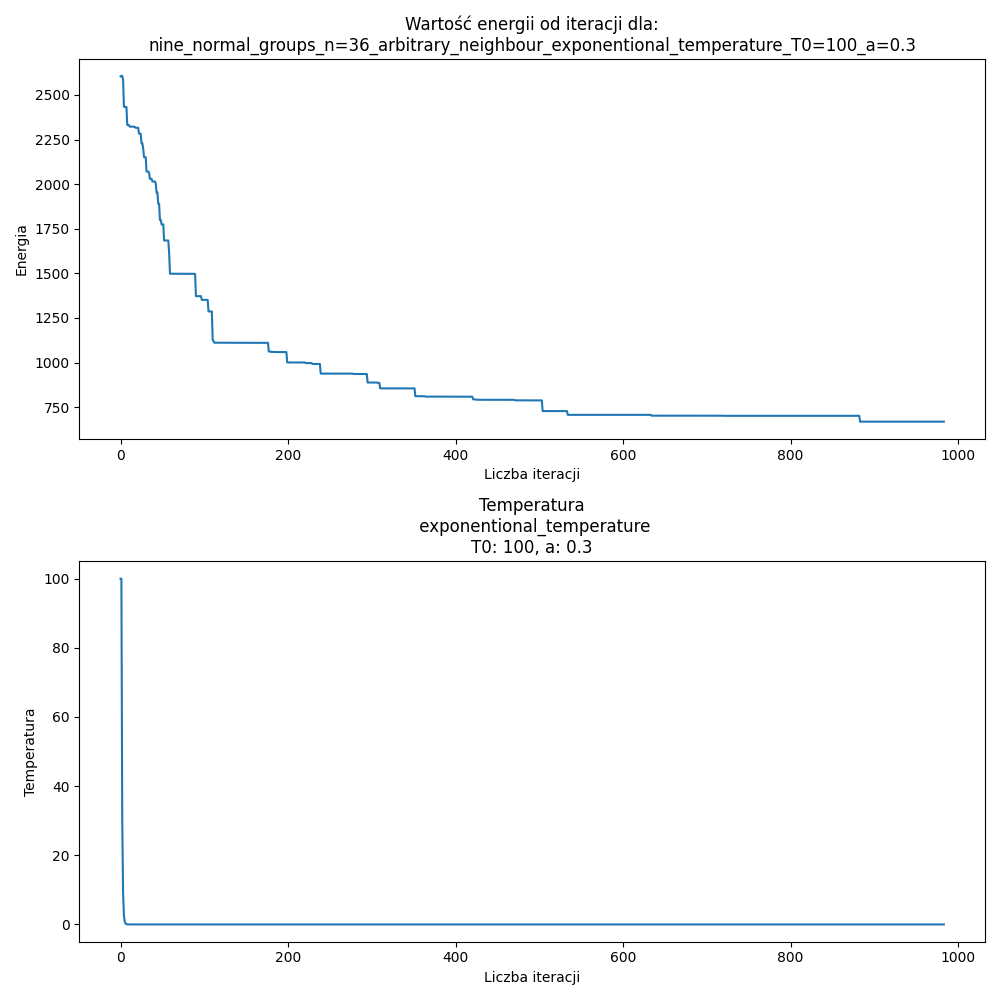 Wartość energii od iteracji dla:
nine_normal_groups_n=36_arbitrary_neighbour_exponentional_temperature_T0=100_a=0.3
2500
2250
2000
1750
1500
1250
1000
750
Energia
0 200 400 600 800 1000
Liczba iteracji
Temperatura
exponentional_temperature
T0: 100, a: 0.3
100
80
60
40
20
0
Temperatura
0 200 400 600 800 1000
Liczba iteracji